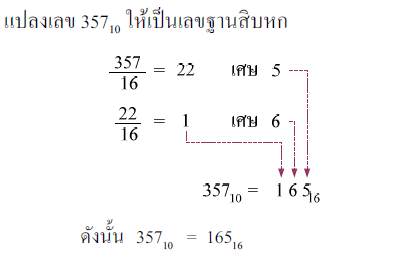 แปลงเลข 357₁₀ ให้เป็นเลขฐานสิบหก
357/16 = 22 เศษ 5
22/16 = 1 เศษ 6
357₁₀ = 1 6 5₁₆
ดังนั้น 357₁₀ = 165₁₆